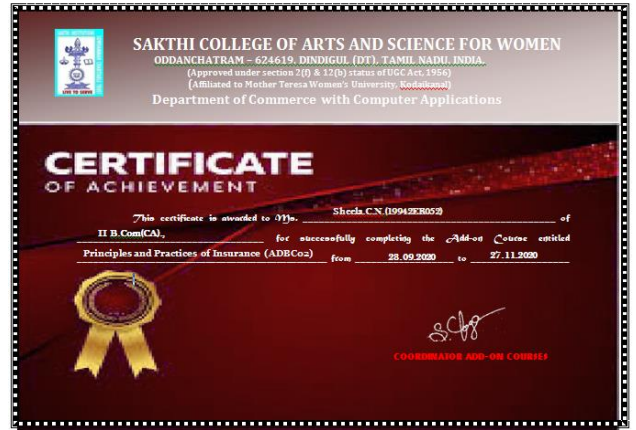 SAKTHI COLLEGE OF ARTS AND SCIENCE FOR WOMEN
ODDANCHATRAM – 624619. DINDIGUL (DT), TAMIL NADU. INDIA.
(Approved under section 2(f) & 12(b) status of UGC Act, 1956)
(Affiliated to Mother Teresa Women's University, Kodaikanal)
Department of Commerce with Computer Applications
LIVE TO SERVE
CERTIFICATE
OF ACHIEVEMENT
This certificate is awarded to Ms. Sheela.C.N.(19942ER052) of
II B.Com(CA)., for successfully completing the Add-on Course entitled
Principles and Practices of Insurance (ADBC02) from 28.09.2020 to 27.11.2020
COORDINATOR ADD-ON COURSES